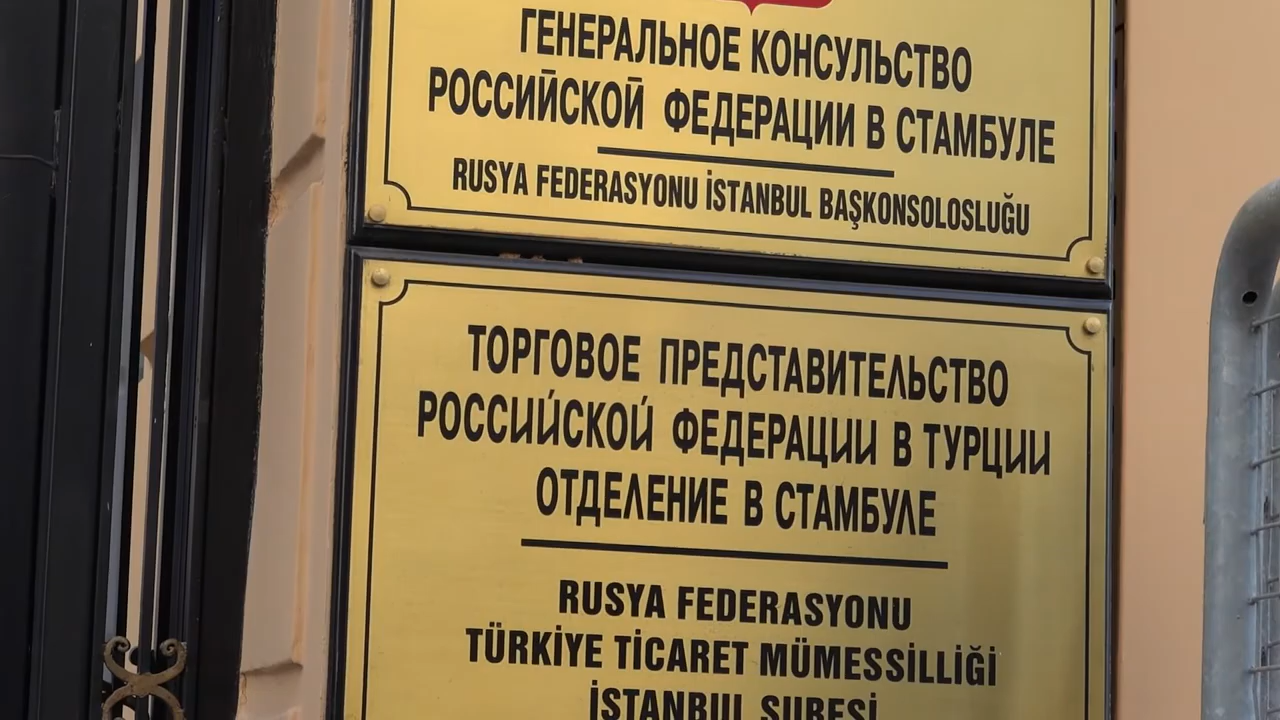 ГЕНЕРАЛЬНОЕ КОНСУЛЬСТВО
РОССИЙСКОЙ ФЕДЕРАЦИИ В СТАМБУЛЕ
RUSYA FEDERASYONU İSTANBUL BAŞKONSOLOSLUĞU
ТОРГОВОЕ ПРЕДСТАВИТЕЛЬСТВО
РОССИЙСКОЙ ФЕДЕРАЦИИ В ТУРЦИИ
ОТДЕЛЕНИЕ В СТАМБУЛЕ
RUSYA FEDERASYONU
TÜRKİYE TİCARET MÜMESSİLLİĞİ
İSTANBUL ŞUBESİ